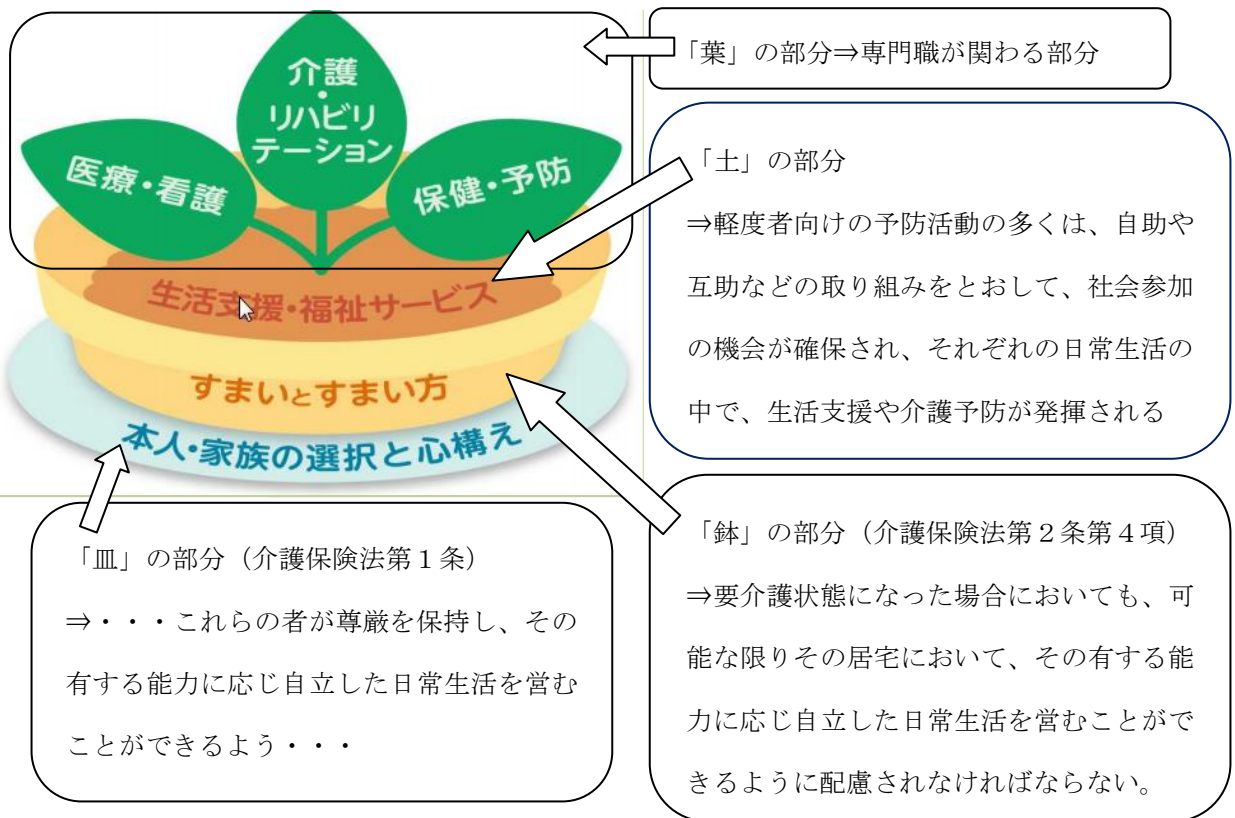 介護
・
リハビリ
テーション
医療・看護
保健・予防
生活支援・福祉サービス
すまいとすまい方
本人・家族の選択と心構え
「葉」の部分⇒専門職が関わる部分
「土」の部分
⇒軽度者向けの予防活動の多くは、自助や
互助などの取り組みをとおして、社会参加
の機会が確保され、それぞれの日常生活の
中で、生活支援や介護予防が発揮される
「皿」の部分（介護保険法第１条）
⇒・・・これらの者が尊厳を保持し、その
有する能力に応じ自立した日常生活を営む
ことができるよう・・・
「鉢」の部分（介護保険法第２条第４項）
⇒要介護状態になった場合においても、可
能な限りその居宅において、その有する能
力に応じ自立した日常生活を営むことがで
きるように配慮されなければならない。